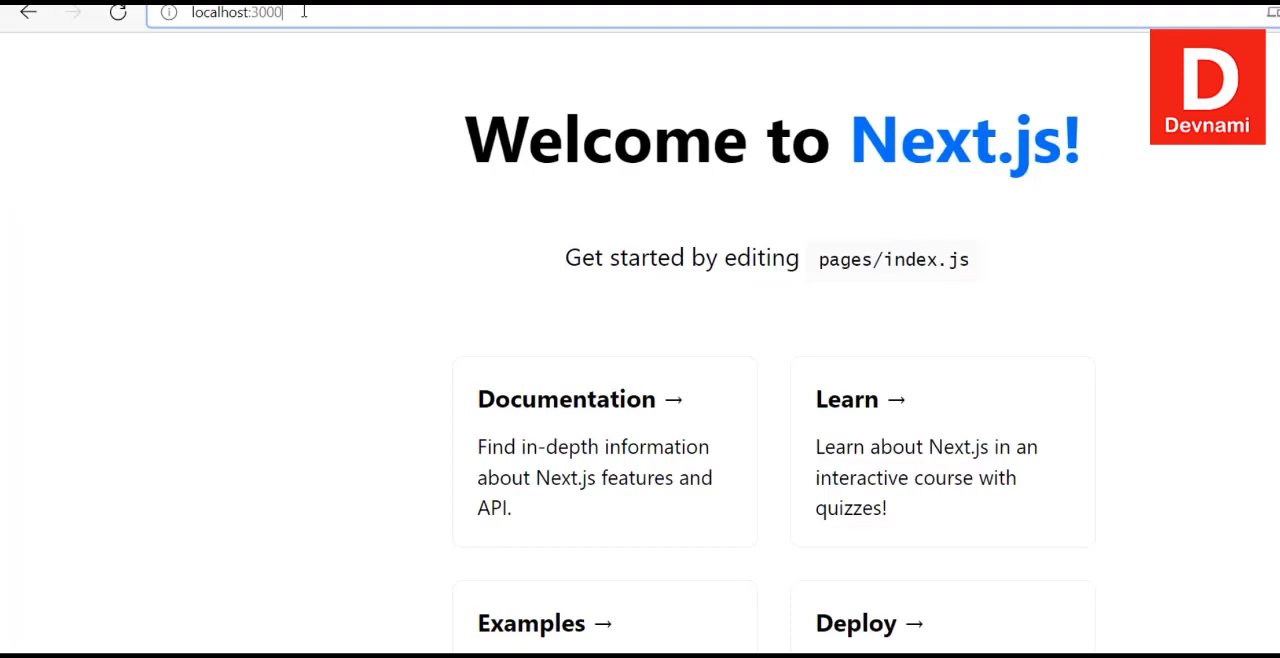 localhost:3000
D
Devnami
Welcome to Next.js!
Get started by editing pages/index.js
Documentation →
Find in-depth information
about Next.js features and
API.
Learn →
Learn about Next.js in an
interactive course with
quizzes!
Examples →
Deploy →